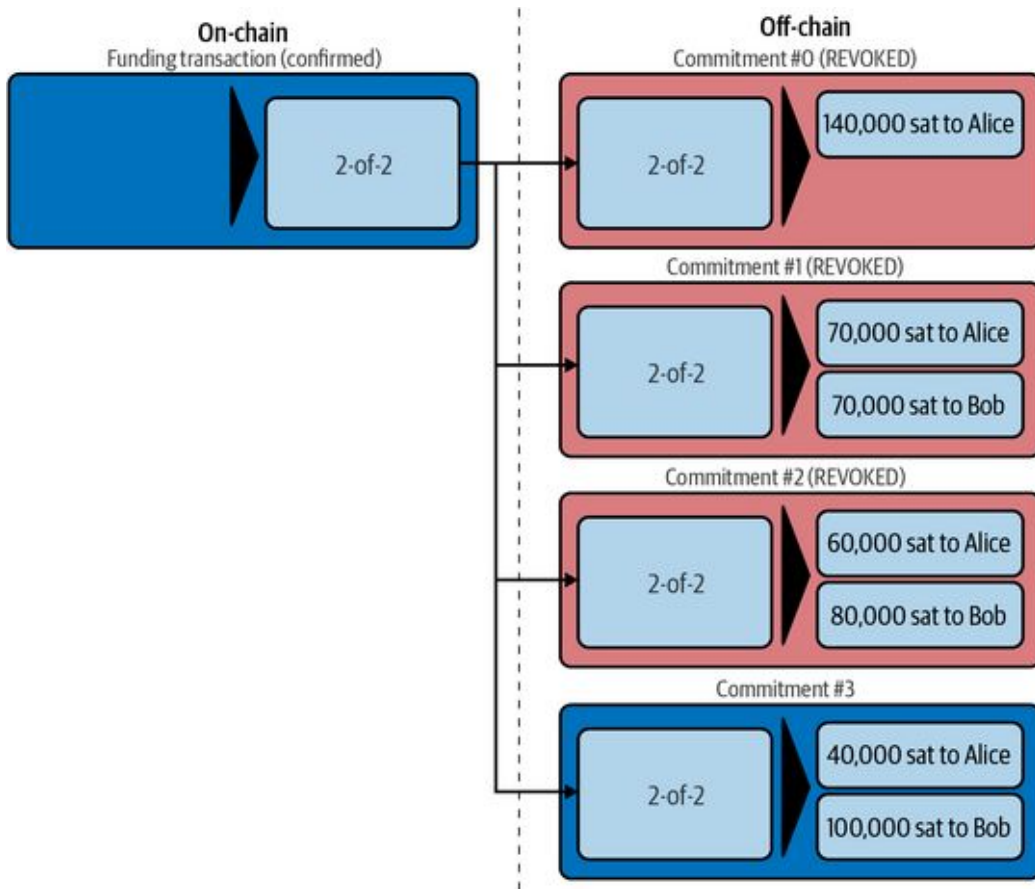 On-chain
Funding transaction (confirmed)
2-of-2
Off-chain
Commitment #0 (REVOKED)
2-of-2
140,000 sat to Alice
Commitment #1 (REVOKED)
2-of-2
70,000 sat to Alice
70,000 sat to Bob
Commitment #2 (REVOKED)
2-of-2
60,000 sat to Alice
80,000 sat to Bob
Commitment #3
2-of-2
40,000 sat to Alice
100,000 sat to Bob